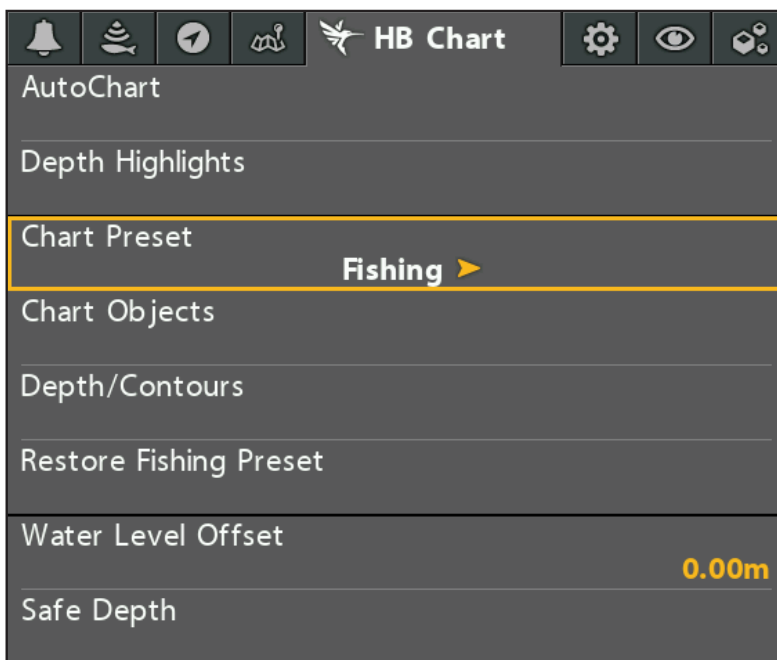 HB Chart
AutoChart
Depth Highlights
Chart Preset
Fishing
Chart Objects
Depth/Contours
Restore Fishing Preset
Water Level Offset
0.00m
Safe Depth